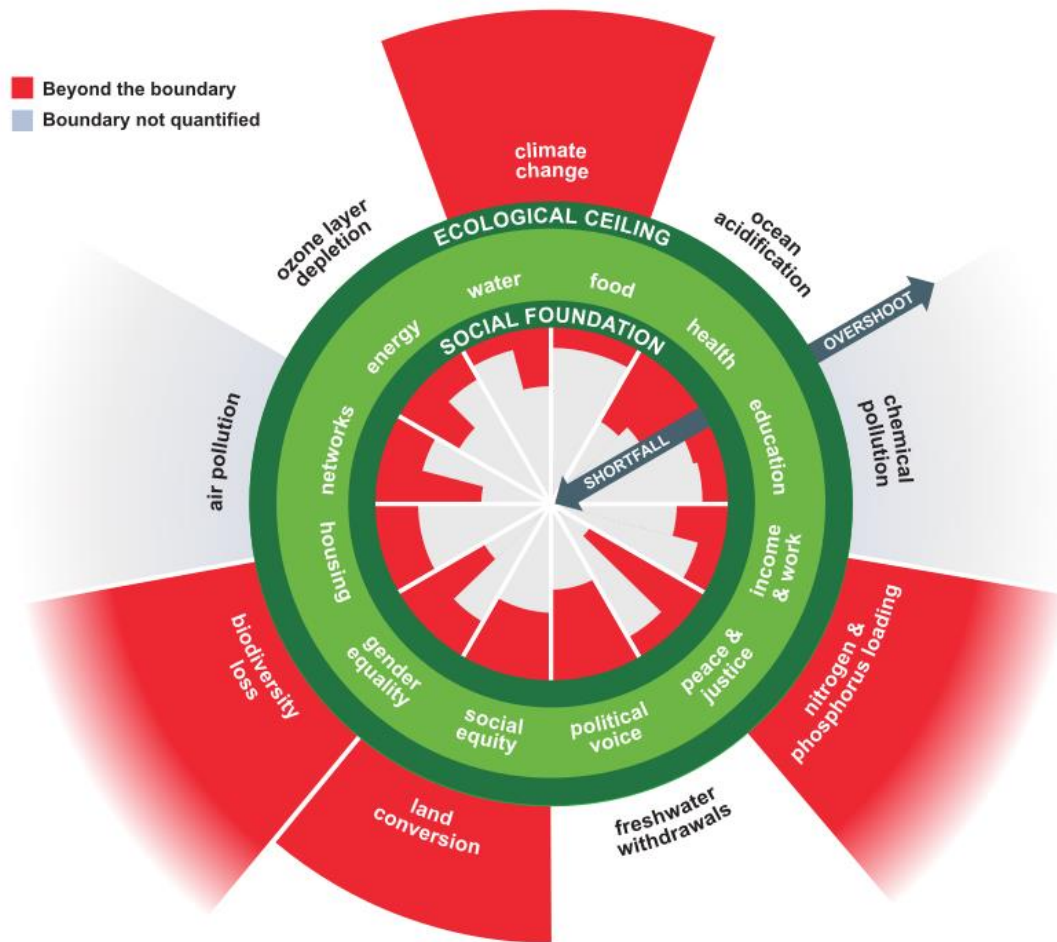 Beyond the boundary
Boundary not quantified
climate
change
ozone layer
depletion
ocean
acidification
ECOLOGICAL CEILING
OVERSHOOT
water
food
energy
health
SOCIAL FOUNDATION
SHORTFALL
networks
education
air pollution
chemical
pollution
housing
income
& work
gender
equality
peace &
justice
social
equity
political
voice
biodiversity
loss
nitrogen &
phosphorus loading
land
conversion
freshwater
withdrawals